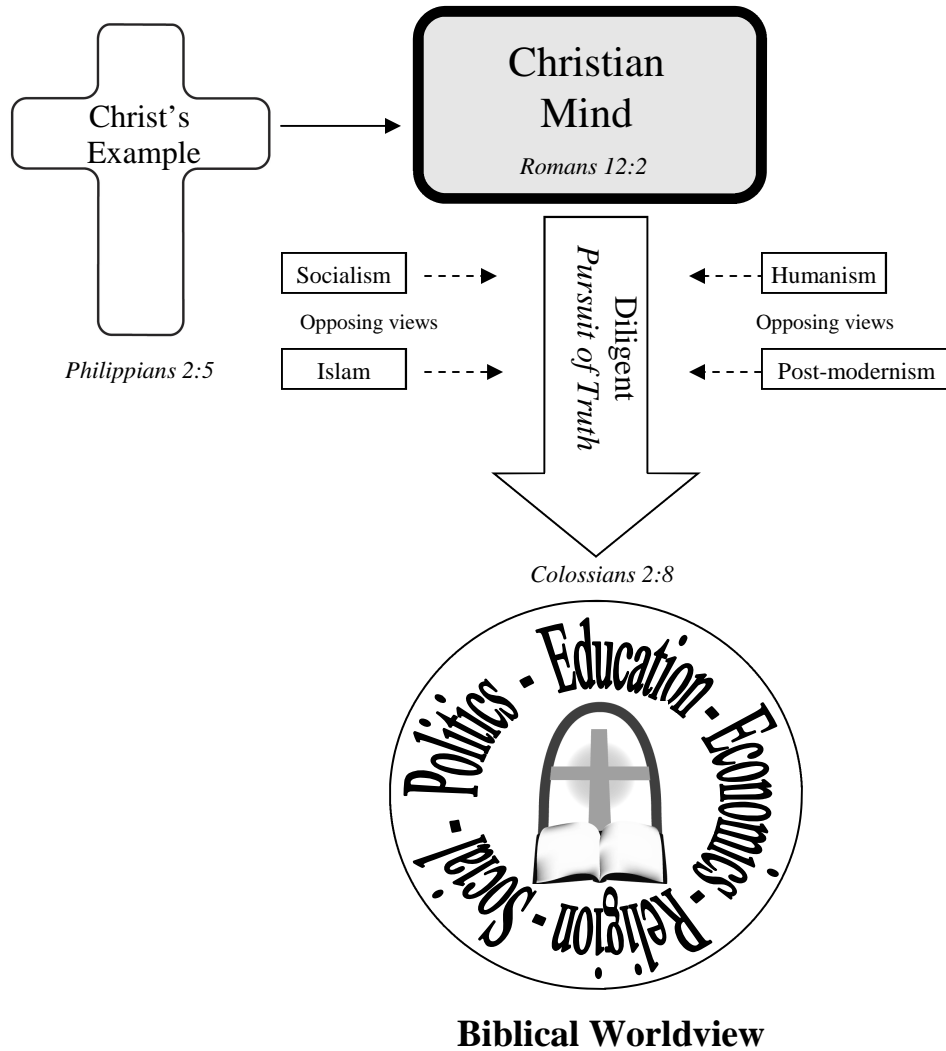 Christ's
Example
Philippians 2:5
Christian
Mind
Romans 12:2
Socialism
Opposing views
Islam
Diligent
Pursuit of Truth
Humanism
Opposing views
Post-modernism
Colossians 2:8
Social - Politics - Education - Economics - Religion -
Biblical Worldview